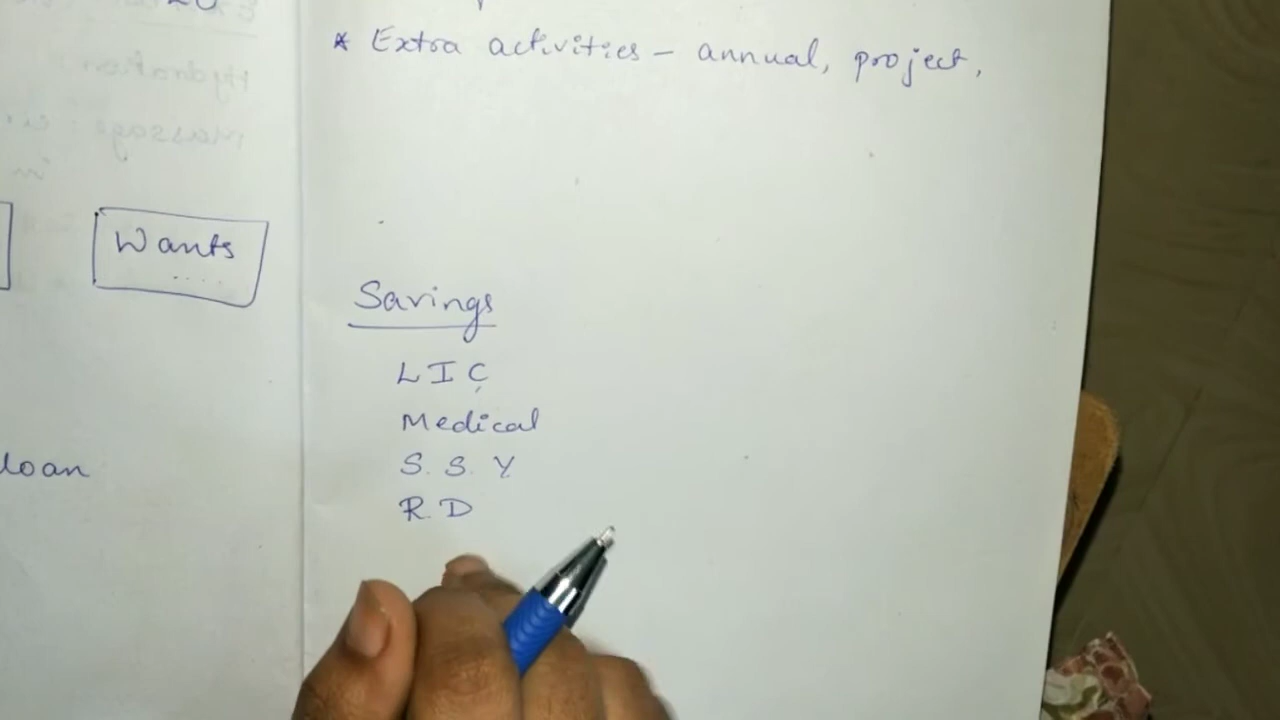 * Extra activities - annual, project,
Wants
Savings
LIC
Medical
S. S. Y
R. D
loan